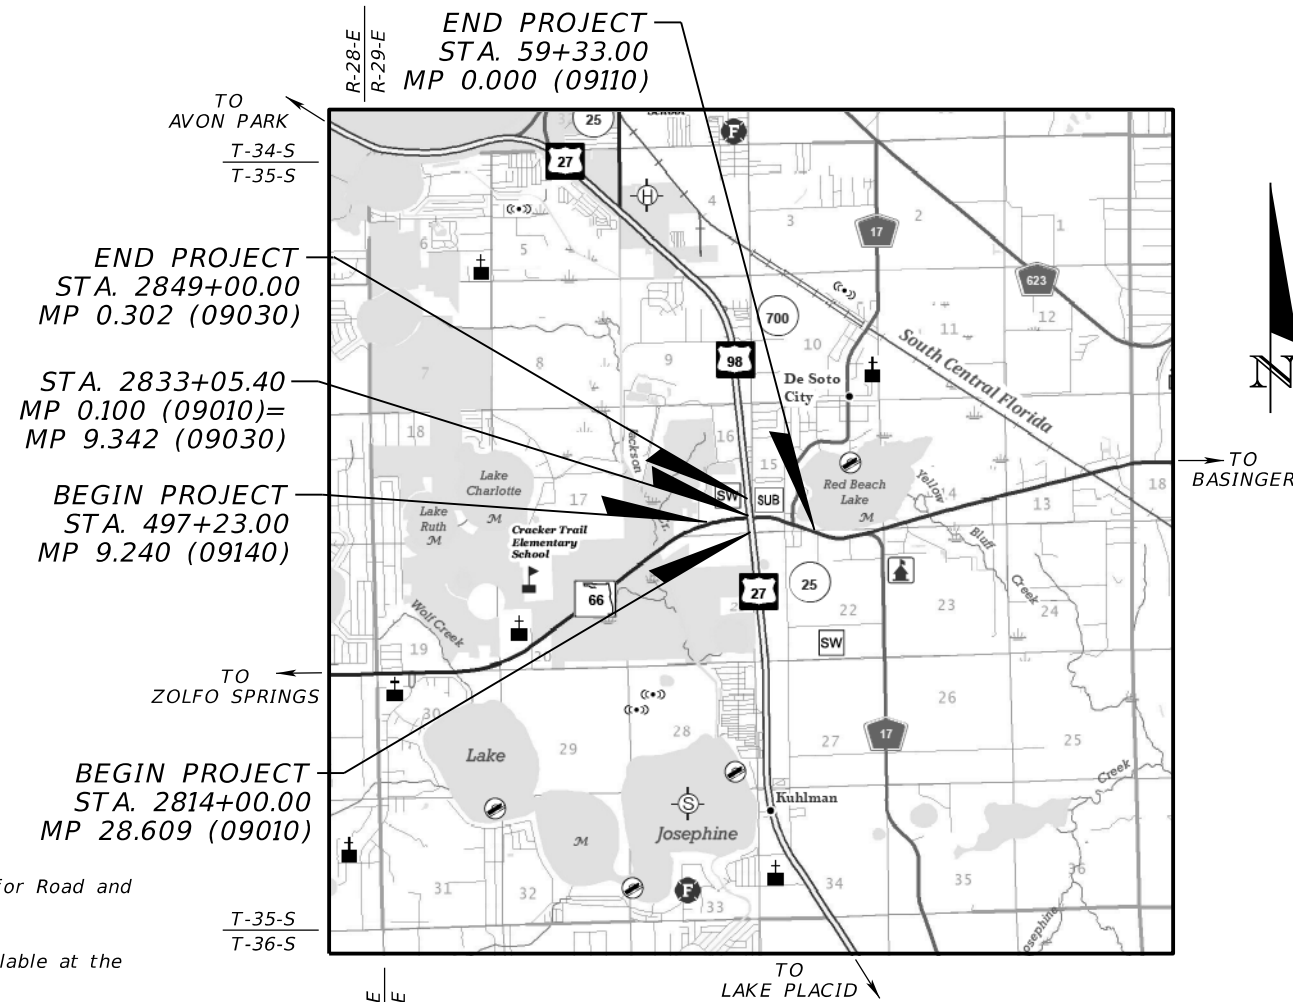 R-28-E
R-29-E
END PROJECT
STA. 59+33.00
MP 0.000 (09110)
TO
AVON PARK
T-34-S
T-35-S
25
27
F
H
4
3
2
1
17
623
6
5
END PROJECT
STA. 2849+00.00
MP 0.302 (09030)
12
11
10
700
South Central Florida
98
9
8
7
De Soto
City
STA. 2833+05.40
MP 0.100 (09010)=
MP 9.342 (09030)
N
18
16
15
Jackson
Cr.
17
Lake
Charlotte
Lake
Ruth
SW
SUB
Red Beach
Lake
Yellow
Bluff
Creek
14
13
18
TO
BASINGER
BEGIN PROJECT
STA. 497+23.00
MP 9.240 (09140)
Cracker Trail
Elementary
School
66
27
25
22
23
24
SW
Wolf Creek
19
20
TO
ZOLFO SPRINGS
30
29
28
27
26
25
17
Lake
BEGIN PROJECT
STA. 2814+00.00
MP 28.609 (09010)
Creek
Kuhlman
S
Josephine
M
31
32
33
34
35
36
F
osephine
for Road and
T-35-S
T-36-S
lable at the
TO
LAKE PLACID
E
E